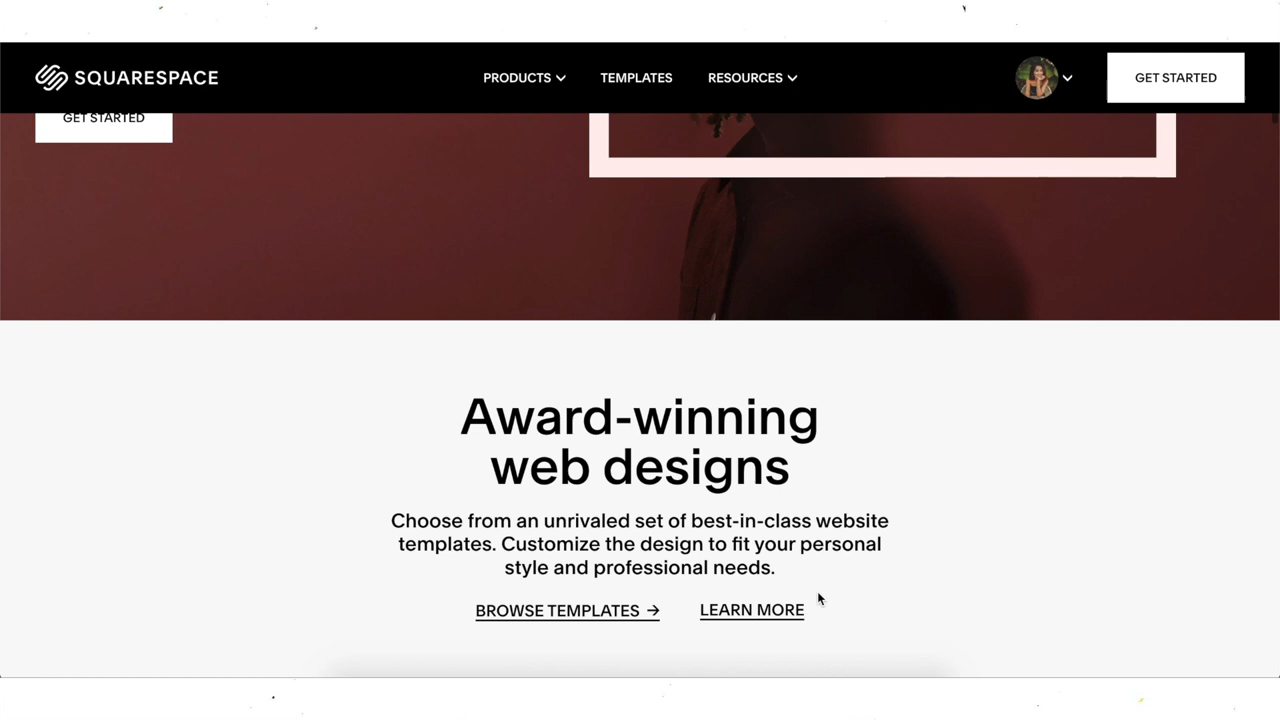 SQUARESPACE
PRODUCTS
TEMPLATES
RESOURCES
GET STARTED
GET STARTED
Award-winning
web designs
Choose from an unrivaled set of best-in-class website
templates. Customize the design to fit your personal
style and professional needs.
BROWSE TEMPLATES →
LEARN MORE